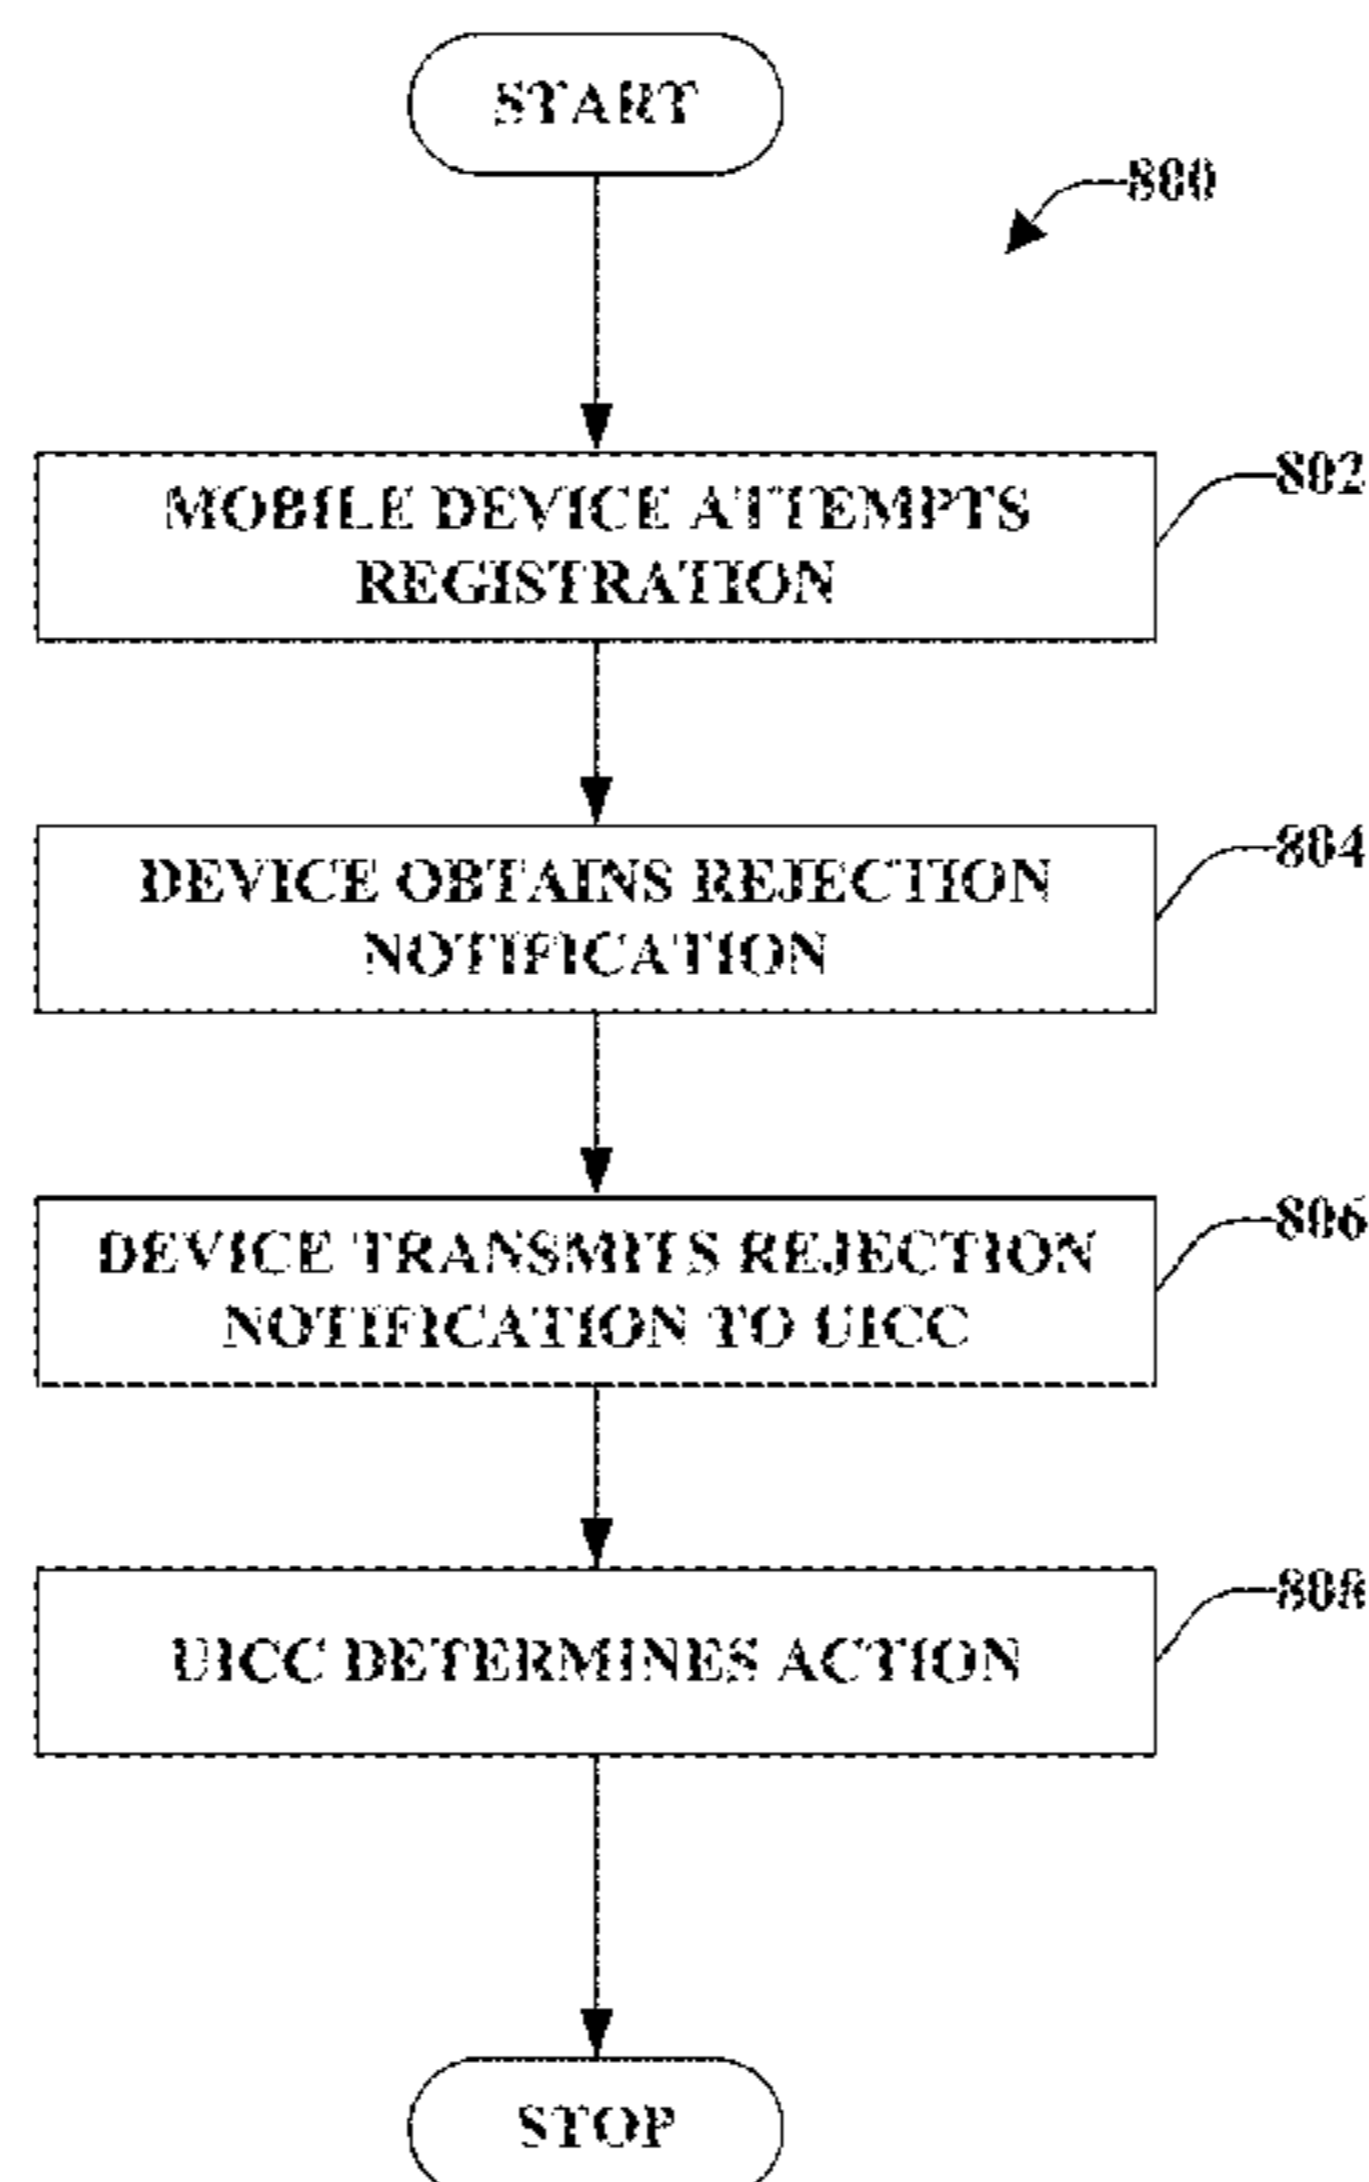 START
800
MOBILE DEVICE ATTEMPTS
REGISTRATION
802
DEVICE OBTAINS REJECTION
NOTIFICATION
804
DEVICE TRANSMITS REJECTION
NOTIFICATION TO UICC
806
UICC DETERMINES ACTION
808
STOP